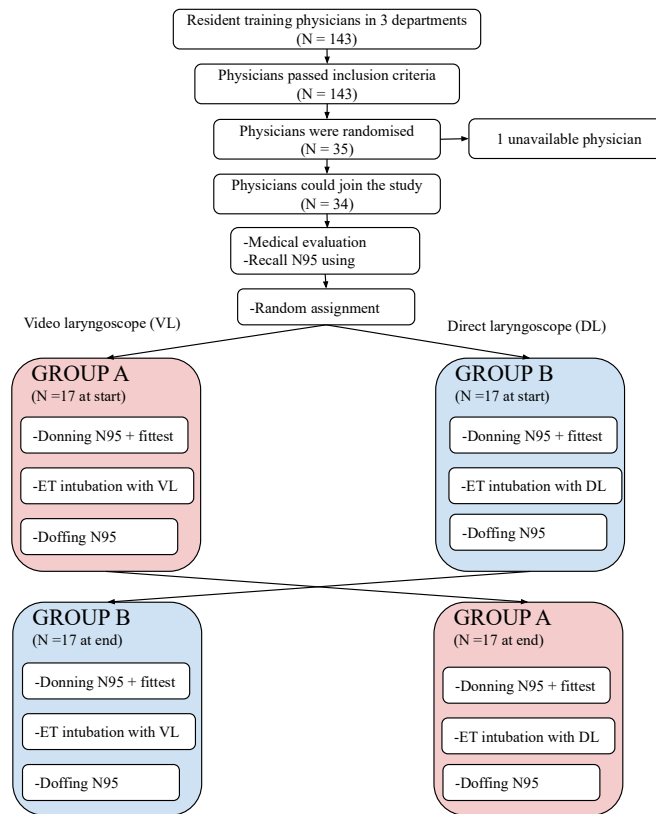 Resident training physicians in 3 departments
(N = 143)
Physicians passed inclusion criteria
(N = 143)
Physicians were randomised
(N = 35)
1 unavailable physician
Physicians could join the study
(N = 34)
-Medical evaluation
-Recall N95 using
-Random assignment
Video laryngoscope (VL)
Direct laryngoscope (DL)
GROUP A
(N =17 at start)
-Donning N95 + fittest
-ET intubation with VL
-Doffing N95
GROUP B
(N =17 at start)
-Donning N95 + fittest
-ET intubation with DL
-Doffing N95
GROUP B
(N =17 at end)
-Donning N95 + fittest
-ET intubation with VL
-Doffing N95
GROUP A
(N =17 at end)
-Donning N95 + fittest
-ET intubation with DL
-Doffing N95